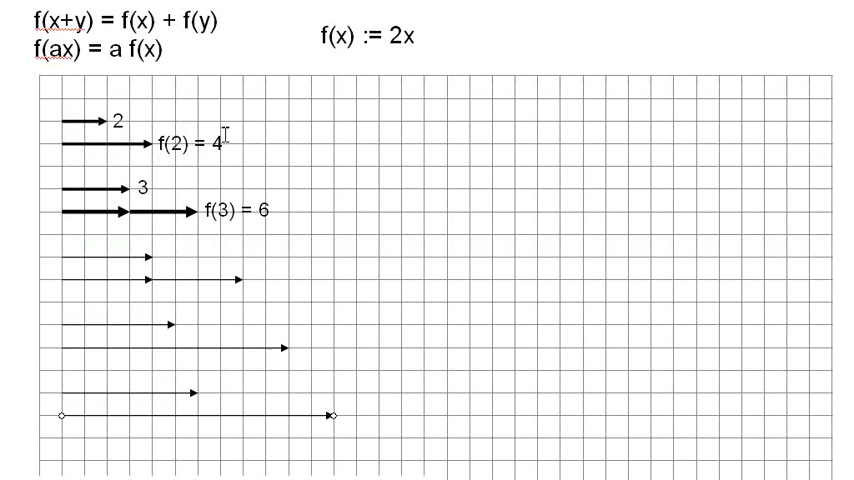 f(x+y) = f(x) + f(y)
f(ax) = a f(x)
f(x) := 2x
2
f(2) = 4
3
f(3) = 6